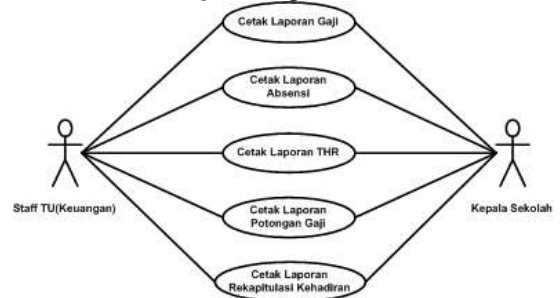 Cetak Laporan Gaji
Cetak Laporan
Absensi
Cetak Laporan THR
Staff TU(Keuangan)
Kepala Sekolah
Cetak Laporan
Potongan Gaji
Cetak Laporan
Rekapitulasi Kehadiran